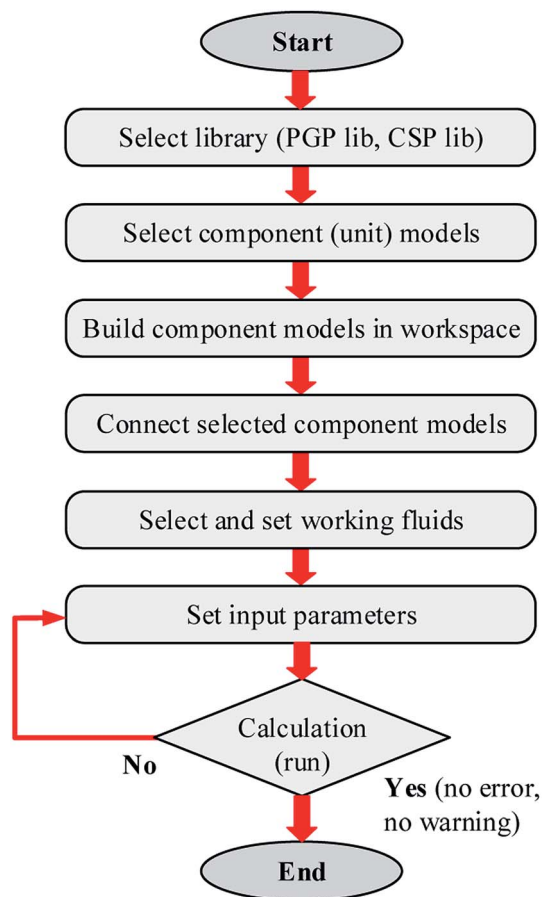 Start
Select library (PGP lib, CSP lib)
Select component (unit) models
Build component models in workspace
Connect selected component models
Select and set working fluids
Set input parameters
Calculation
(run)
No
Yes (no error,
no warning)
End